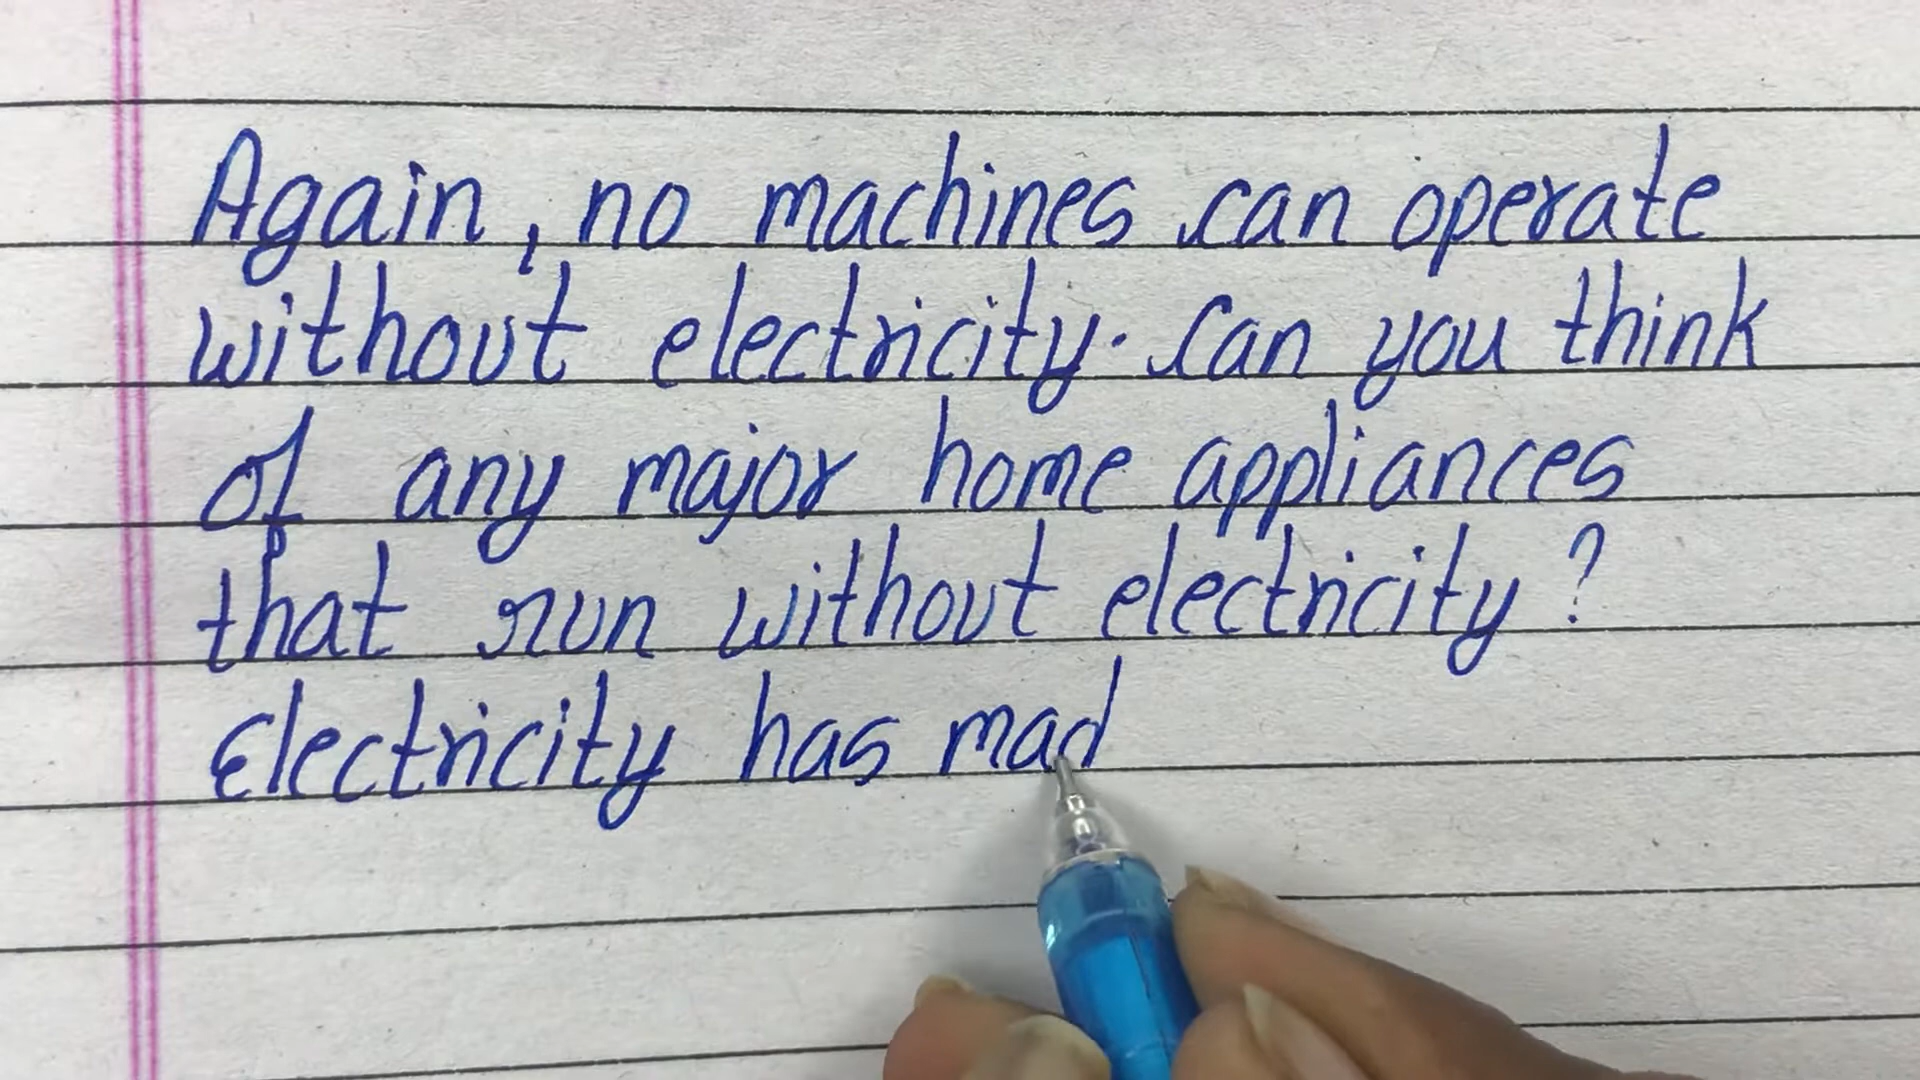 Again, no machines can operate
without electricity. Can you think
of any major home appliances
that run without electricity?
Electricity has mad